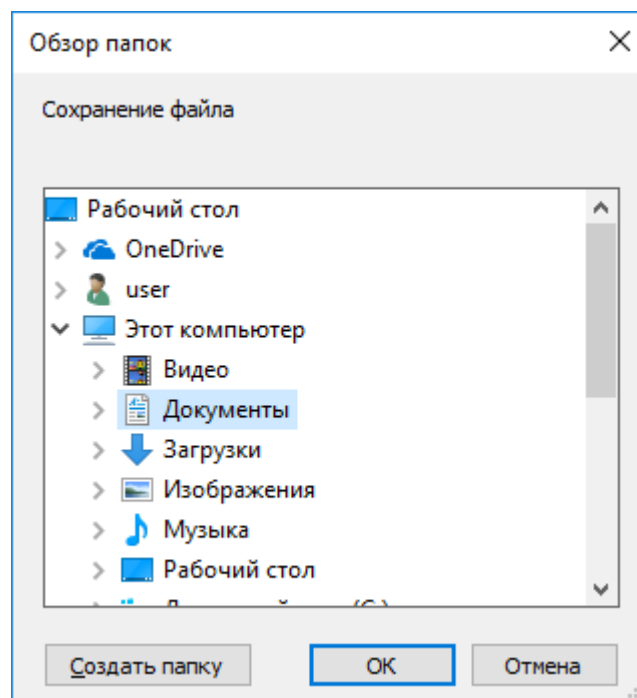 Обзор папок
Сохранение файла
Рабочий стол
OneDrive
user
Этот компьютер
Видео
Документы
Загрузки
Изображения
Музыка
Рабочий стол
Создать папку
ОК
Отмена